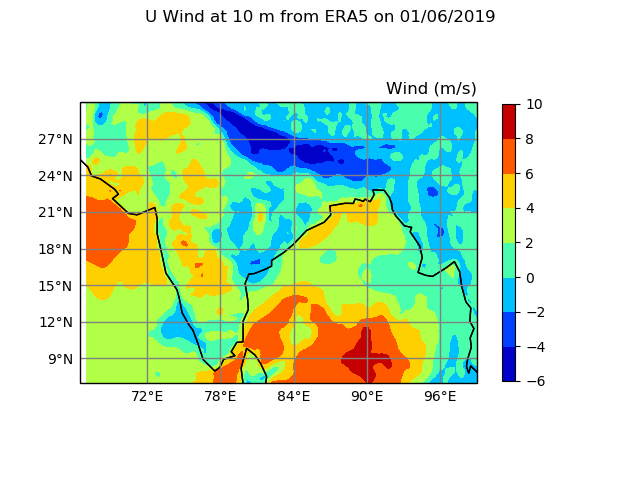 U Wind at 10 m from ERA5 on 01/06/2019
Wind (m/s)
10
8
6
4
2
0
−2
−4
−6
27°N
24°N
21°N
18°N
15°N
12°N
9°N
72°E 78°E 84°E 90°E 96°E